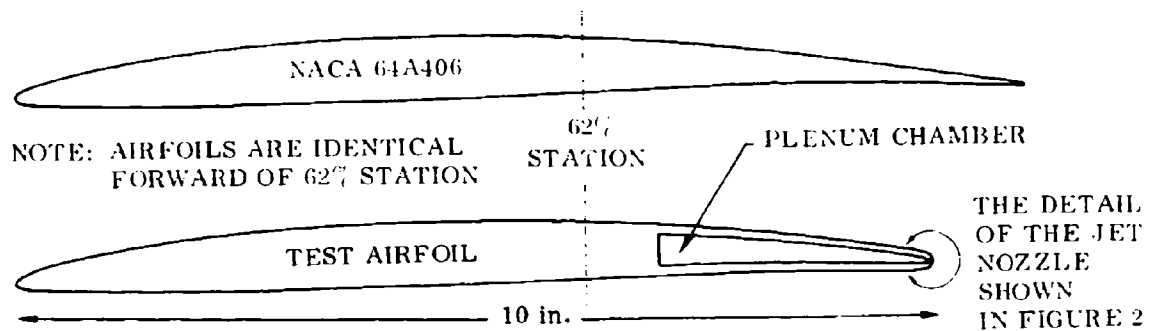 NACA 64A406
62%
STATION
PLENUM CHAMBER
NOTE: AIRFOILS ARE IDENTICAL
FORWARD OF 62% STATION
TEST AIRFOIL
THE DETAIL
OF THE JET
NOZZLE
SHOWN
IN FIGURE 2
10 in.